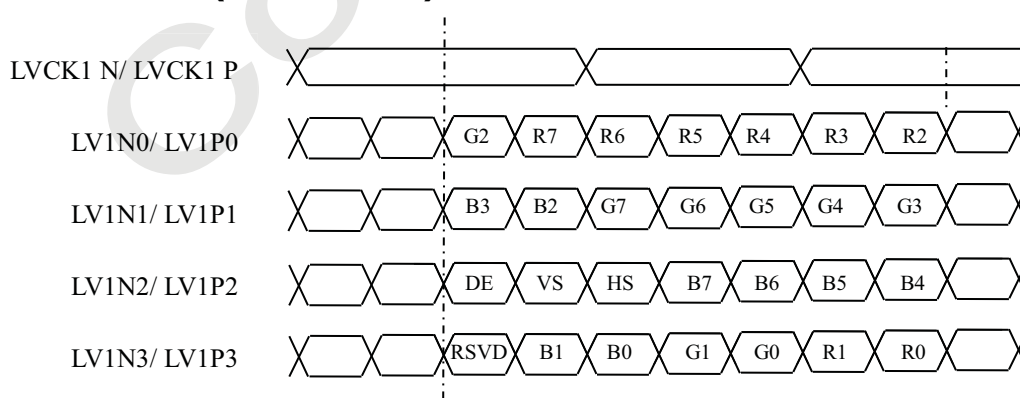 LVCK1 N/ LVCK1 P
LV1N0/ LV1P0 G2 R7 R6 R5 R4 R3 R2
LV1N1/ LV1P1 B3 B2 G7 G6 G5 G4 G3
LV1N2/ LV1P2 DE VS HS B7 B6 B5 B4
LV1N3/ LV1P3 RSVD B1 B0 G1 G0 R1 R0